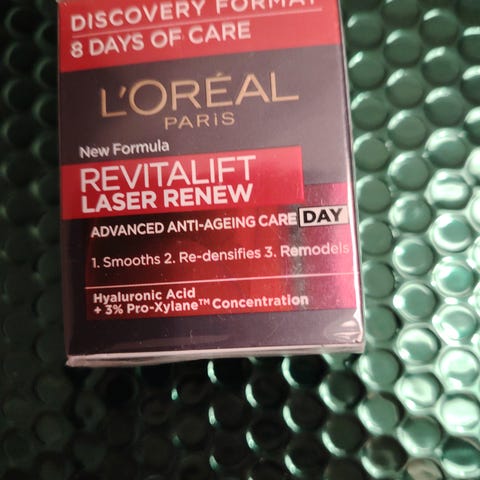 DISCOVERY FORMAT
8 DAYS OF CARE
L'ORÉAL
PARiS
New Formula
REVITALIFT
LASER RENEW
ADVANCED ANTI-AGEING CARE DAY
1. Smooths 2. Re-densifies 3. Remodels
Hyaluronic Acid
+ 3% Pro-Xylane™ Concentration